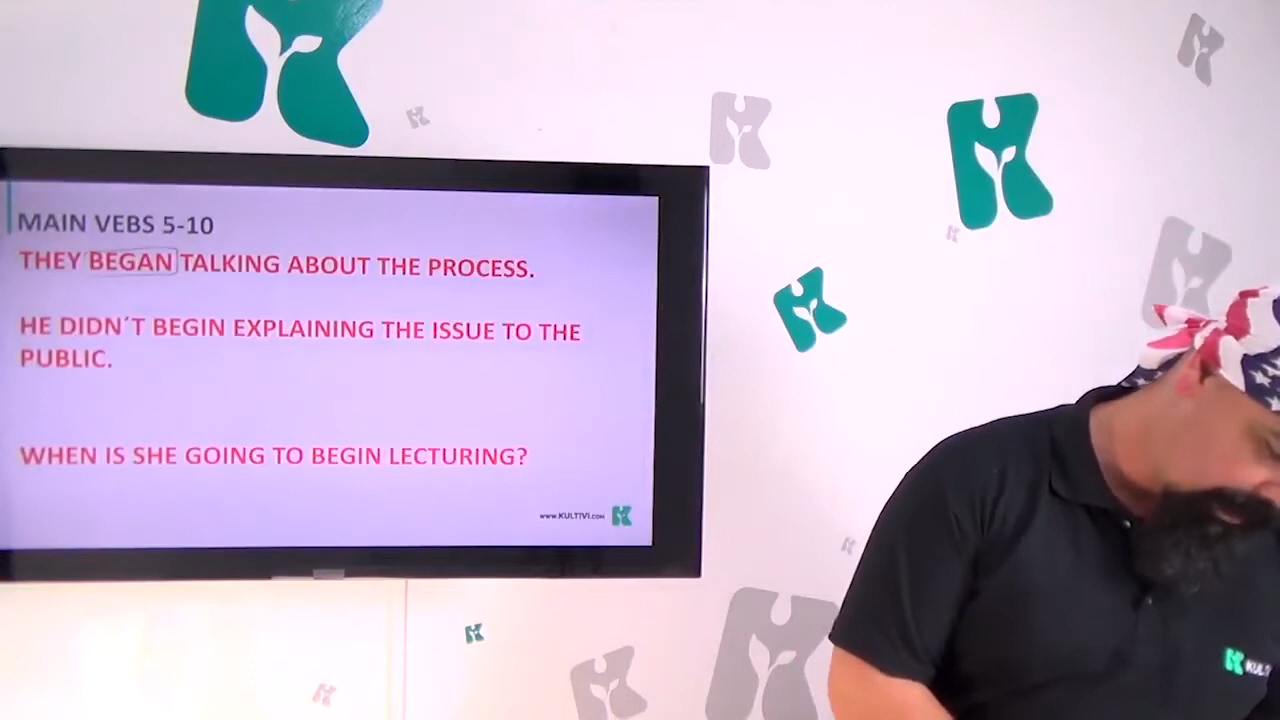 MAIN VEBS 5-10
THEY BEGAN TALKING ABOUT THE PROCESS.
HE DIDN´T BEGIN EXPLAINING THE ISSUE TO THE
PUBLIC.
WHEN IS SHE GOING TO BEGIN LECTURING?
www.KULTIVI.COM